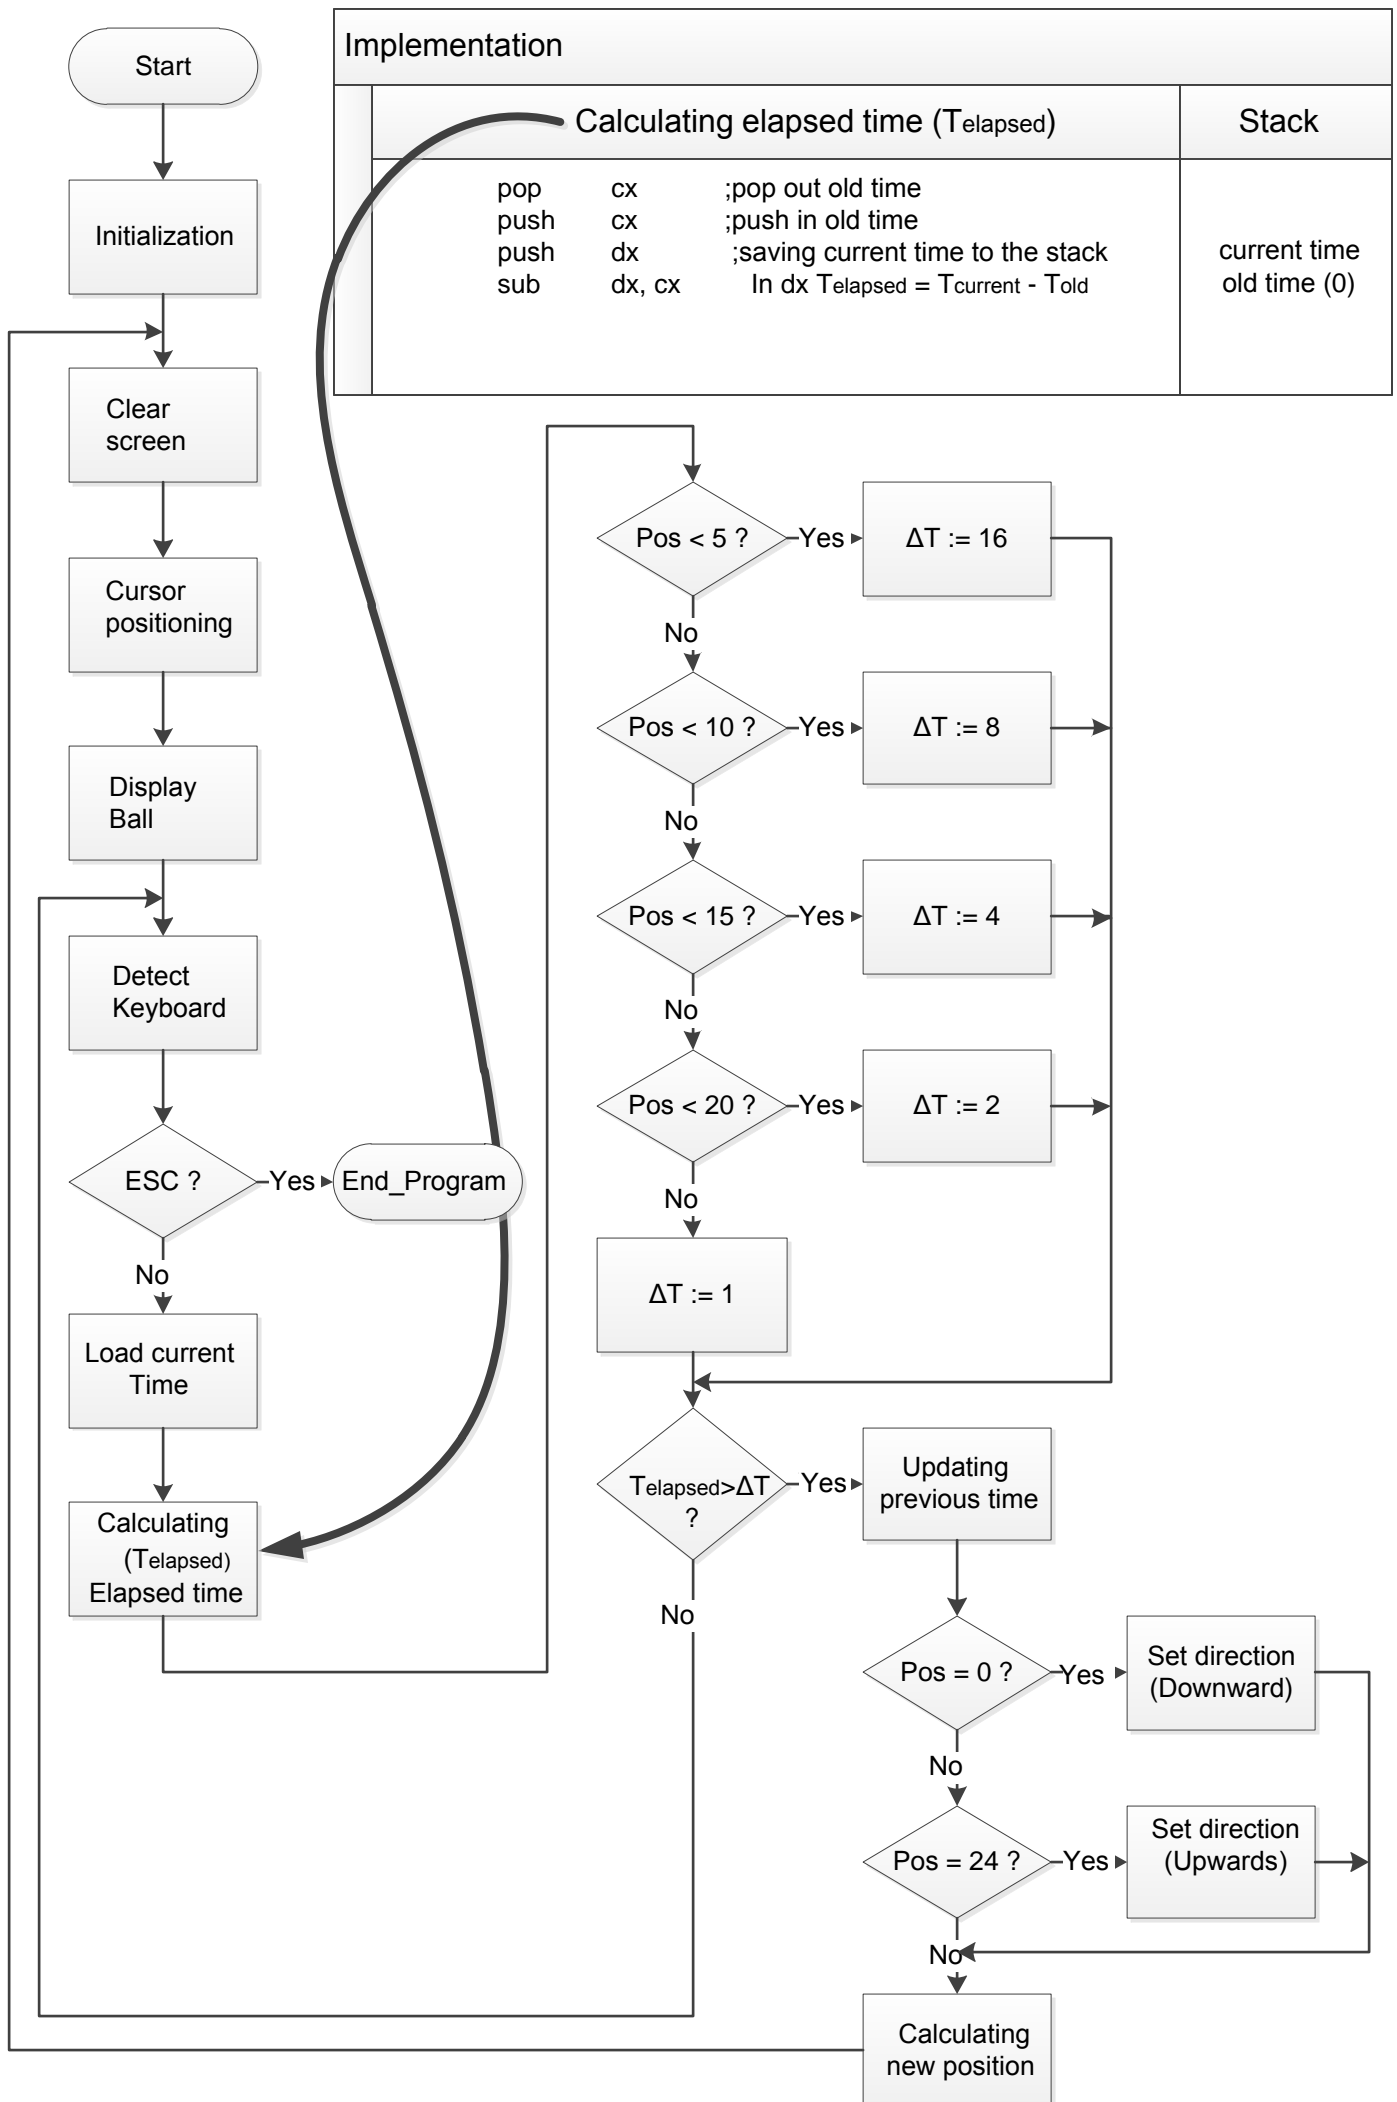 Implementation
Calculating elapsed time (Telapsed)
Stack
pop cx ;pop out old time
push cx ;push in old time
push dx ;saving current time to the stack
sub dx, cx In dx Telapsed = Tcurrent - Told
current time
old time (0)
Start
Initialization
Clear
screen
Cursor
positioning
Display
Ball
Detect
Keyboard
ESC ?
Yes
End_Program
No
Load current
Time
Calculating
(Telapsed)
Elapsed time
Pos < 5 ?
Yes
ΔT := 16
No
Pos < 10 ?
Yes
ΔT := 8
No
Pos < 15 ?
Yes
ΔT := 4
No
Pos < 20 ?
Yes
ΔT := 2
No
ΔT := 1
Telapsed>ΔT
?
Yes
Updating
previous time
No
Pos = 0 ?
Yes
Set direction
(Downward)
No
Pos = 24 ?
Yes
Set direction
(Upwards)
No
Calculating
new position